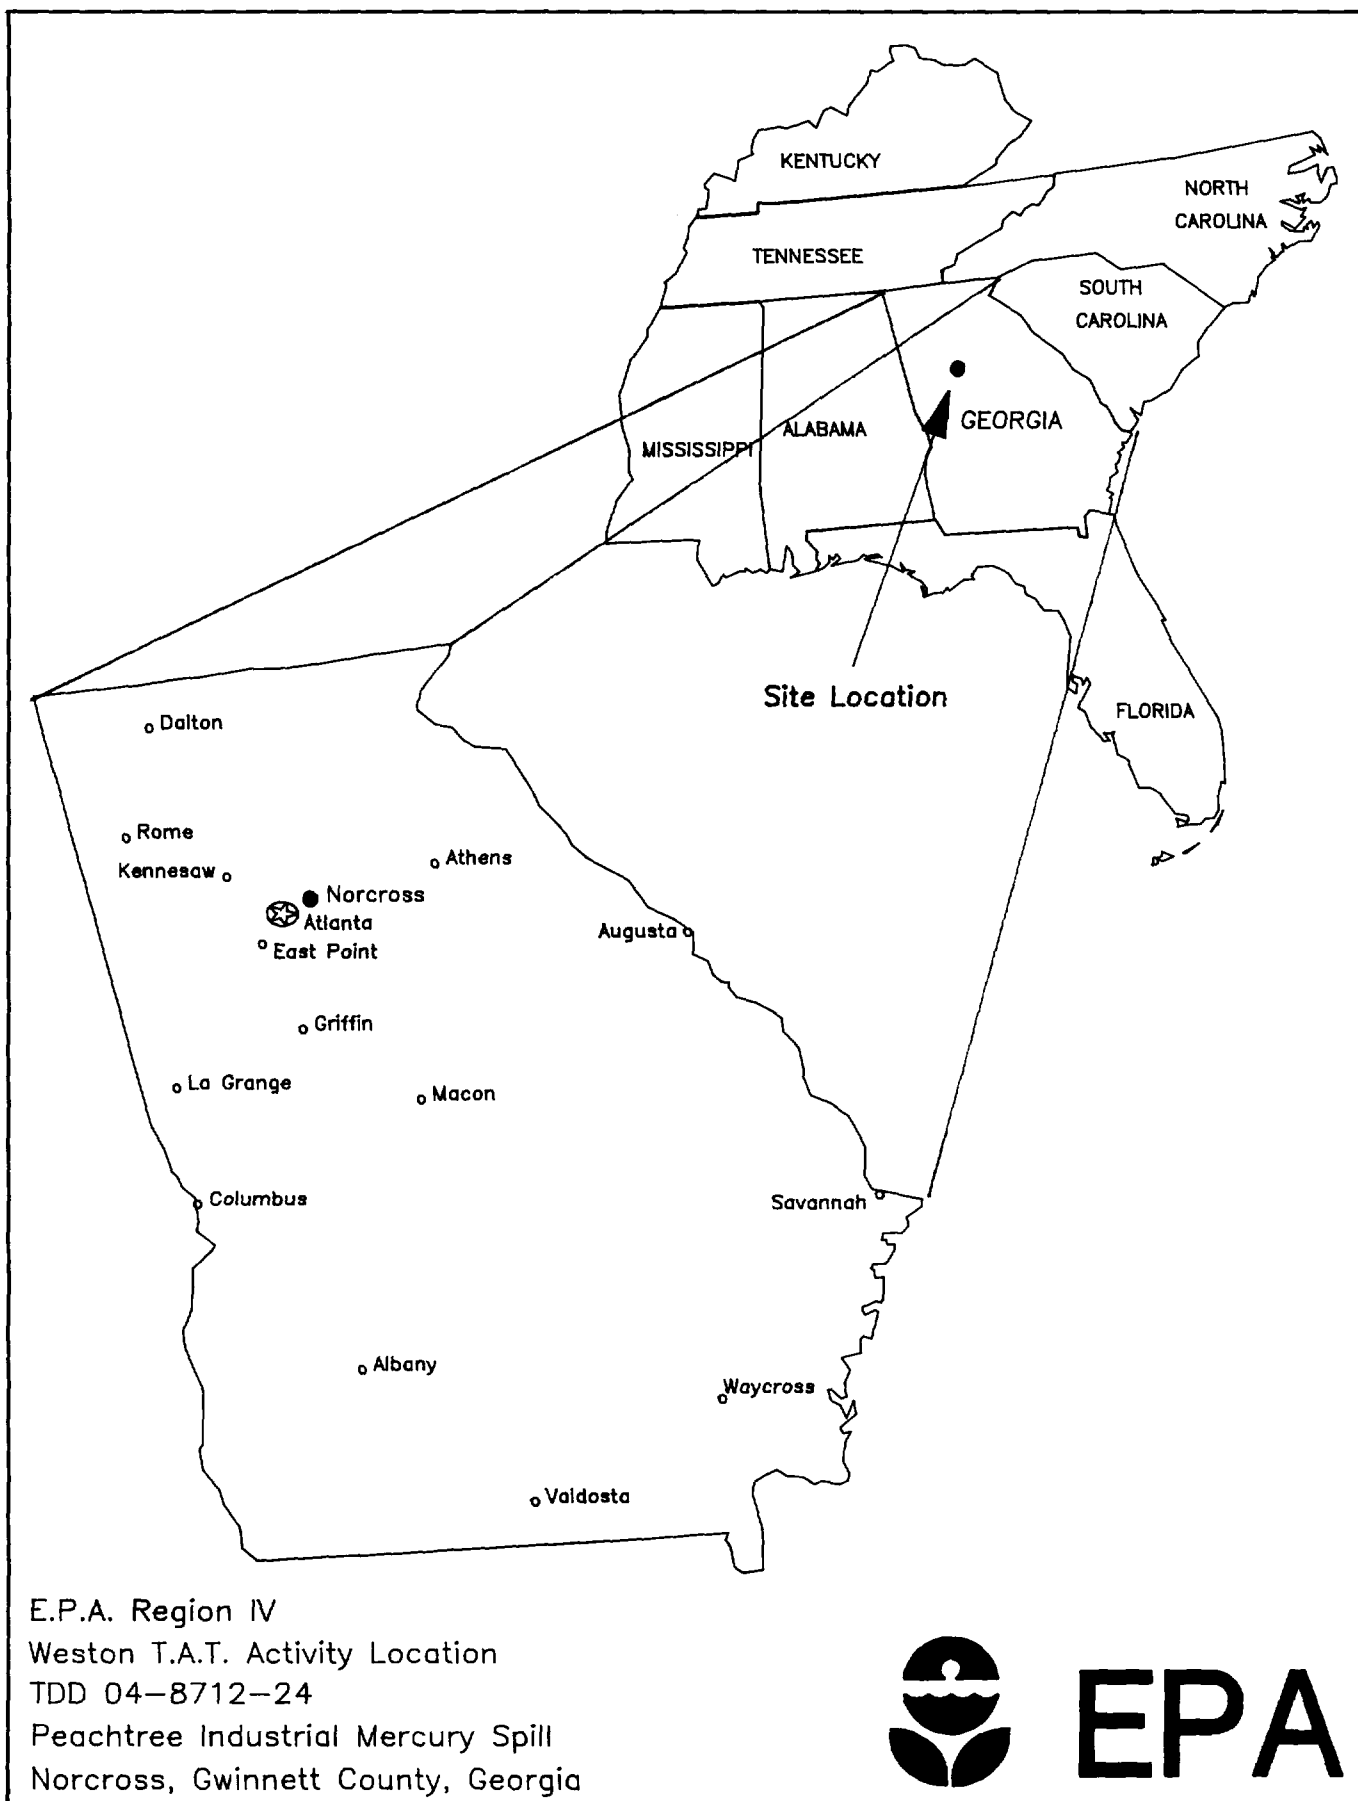 KENTUCKY
NORTH
CAROLINA
TENNESSEE
SOUTH
CAROLINA
GEORGIA
ALABAMA
MISSISSIPPI
Site Location
FLORIDA
Dalton
Rome
Athens
Kennesaw
Norcross
Atlanta
Augusta
East Point
Griffin
La Grange
Macon
Columbus
Savannah
Albany
Waycross
Valdosta
E.P.A. Region IV
Weston T.A.T. Activity Location
TDD 04-8712-24
Peachtree Industrial Mercury Spill
Norcross, Gwinnett County, Georgia
EPA